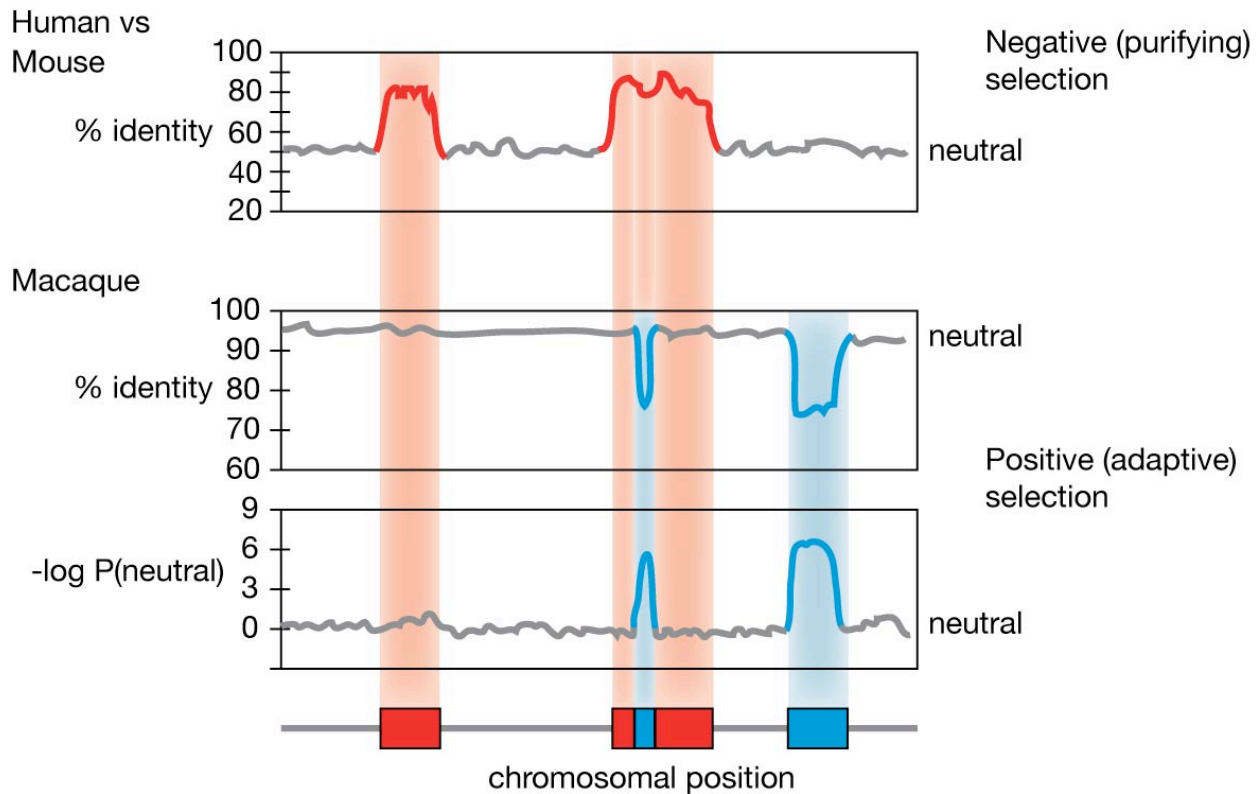 Human vs
Mouse
% identity
100
80
60
40
20
Negative (purifying)
selection
neutral
Macaque
% identity
100
90
80
70
60
neutral
Positive (adaptive)
selection
-log P(neutral)
9
6
3
0
neutral
chromosomal position